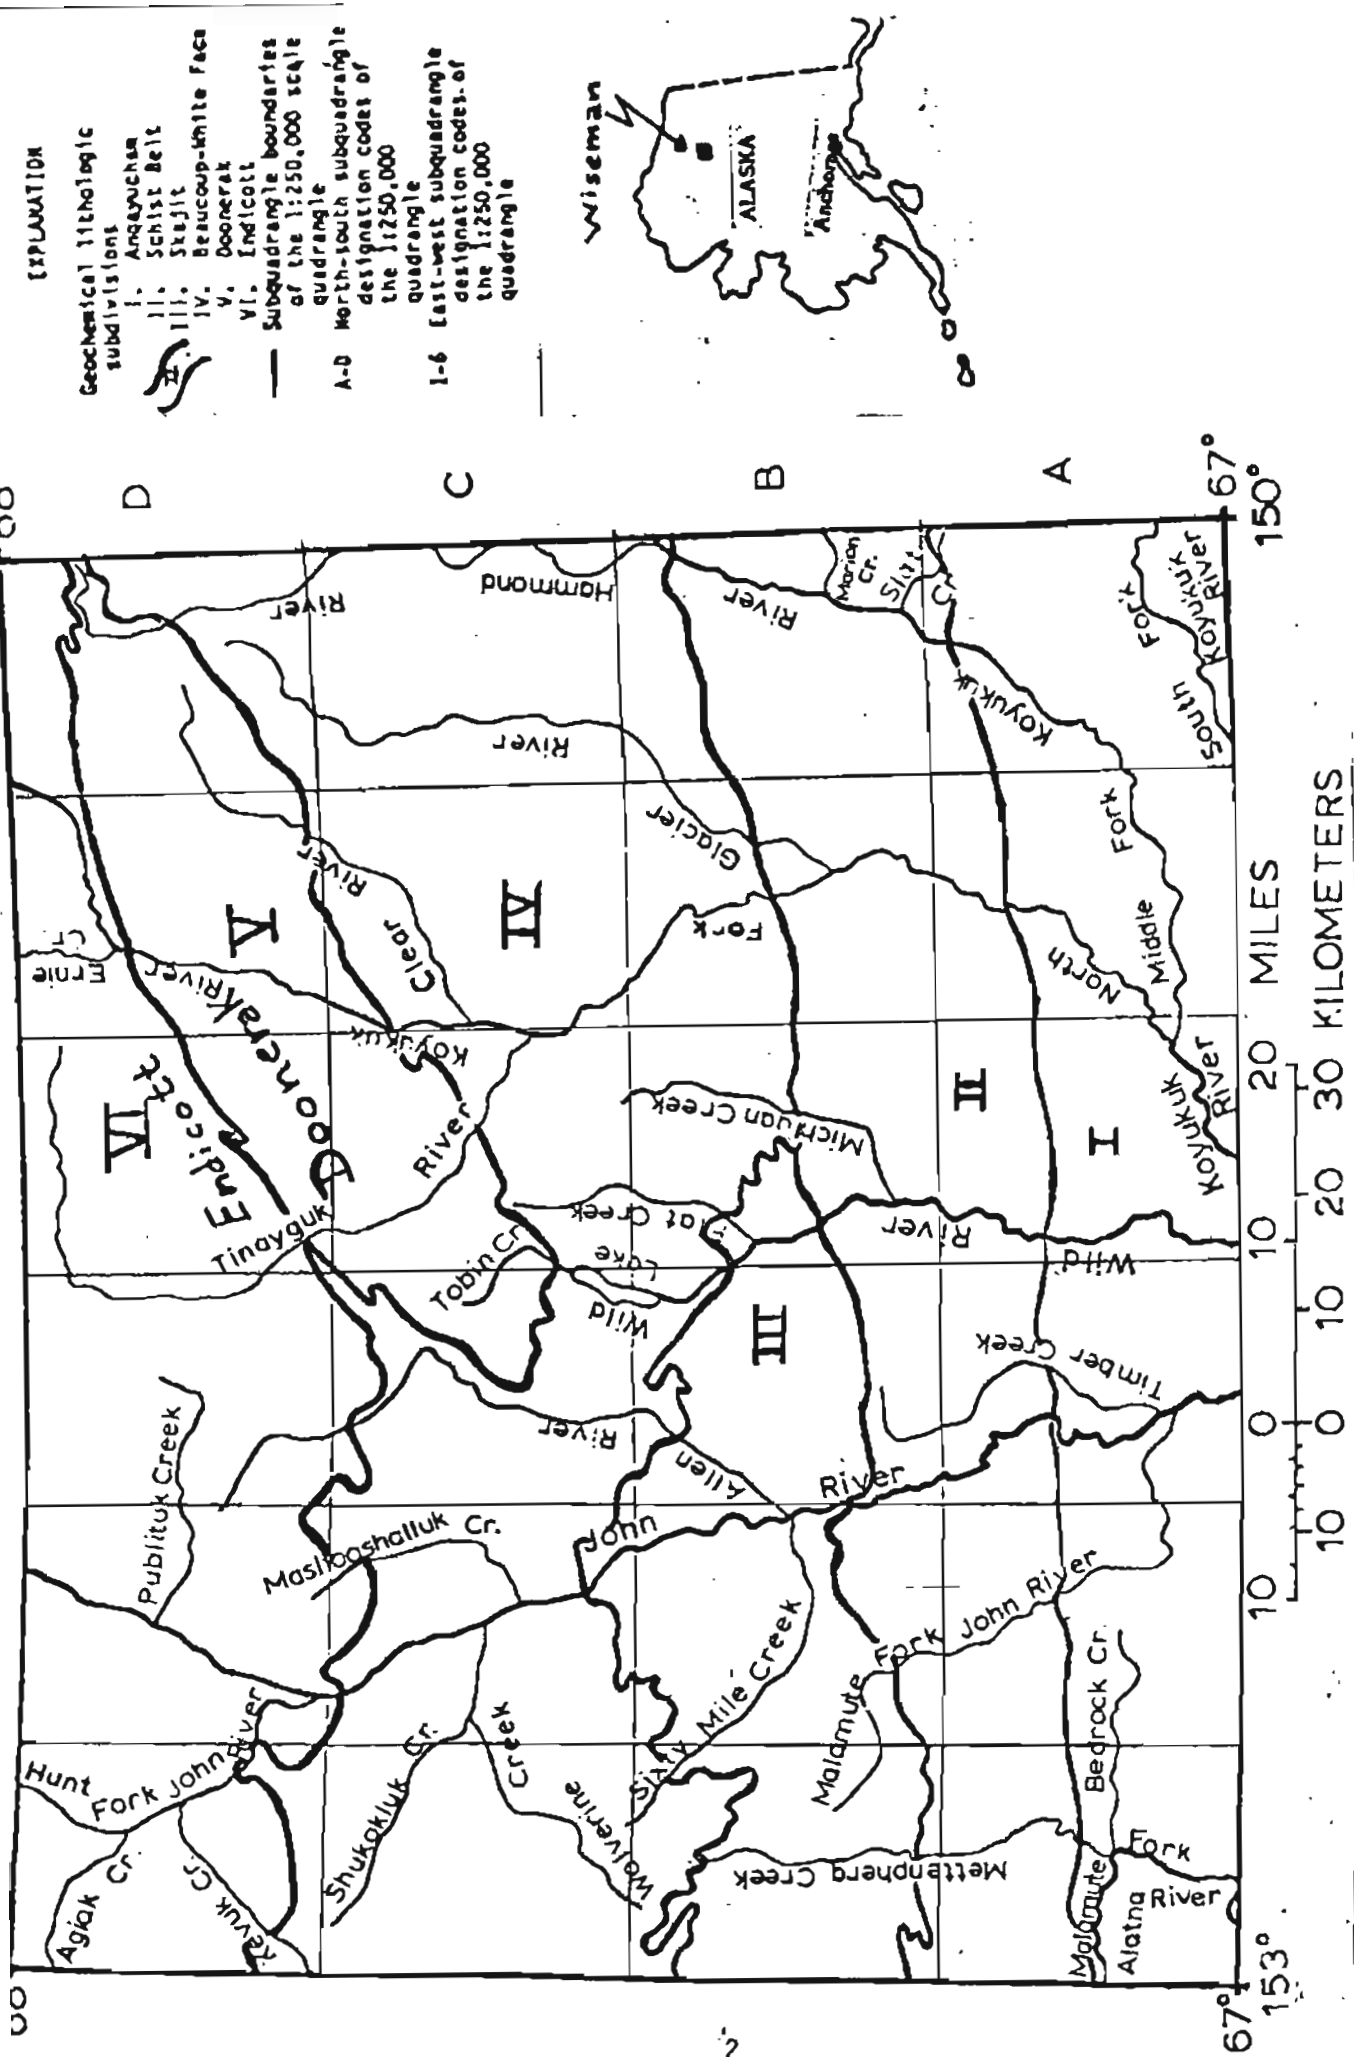 EXPLANATION
Geochemical lithologic
subdivisions
I. Angayucham
II. Schist Belt
III. Skajit
IV. Beaucoup-White Face
V. Doonerak
VI. Endicott
II
Subquadrangle boundaries
of the 1:250,000 scale
quadrangle
A-D North-south subquadrangle
designation codes of
the 1:250,000
quadrangle
1-6 East-west subquadrangle
designation codes of
the 1:250,000
quadrangle
Wiseman
ALASKA
Anchorage
D
C
B
A
67°
150°
67°
153°
Hunt
Fork John River
Agiak Cr.
Kevuk Cr.
Publituk Creek
Tinayguk
River
VI
Endicott
Doonerak
Ernie Cr.
V
River
Koyukuk
River
Clear
River
Hammond
Mashooshalluk Cr.
Shukokluk Cr.
Wolverine
Creek
John
River
Allen
River
Tobin Cr.
Wild
Lake
Flat Creek
Michiuan Creek
IV
River
Glacier
Fork
River
Marion
Cr.
Slate
Cr.
Sixty Mile Creek
Mettenpherg Creek
Malamute
Fork John River
III
II
River
Wild
Timber Creek
Koyukuk
North
Middle
Fork
I
Bedrock Cr.
Malamute
Fork
Alatna River
Koyukuk
River
South
Fork
Koyukuk
River
10 0 10 20 MILES
10 0 10 20 30 KILOMETERS